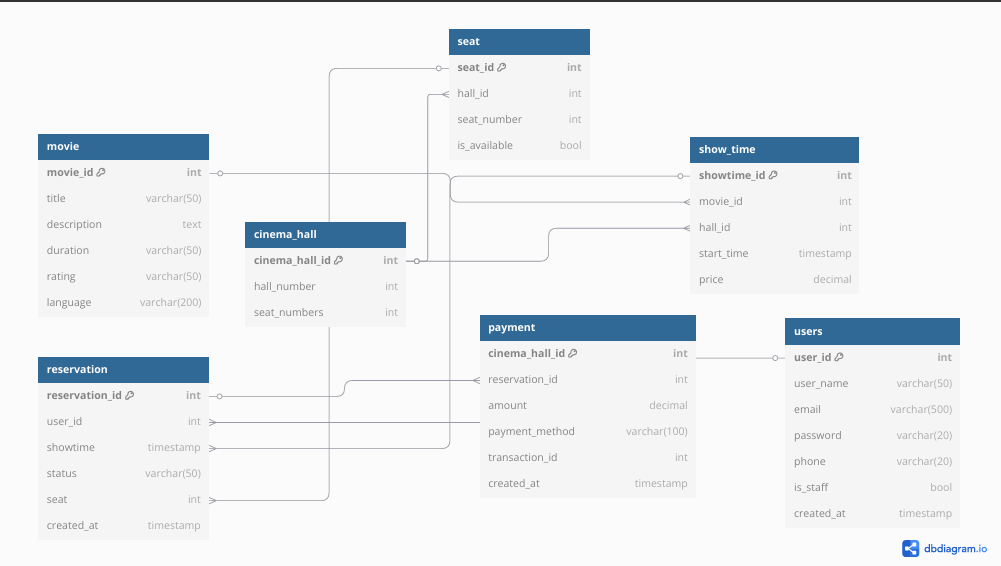 seat
seat_id int
hall_id int
seat_number int
is_available bool
movie
movie_id int
title varchar(50)
description text
duration varchar(50)
rating varchar(50)
language varchar(200)
show_time
showtime_id int
movie_id int
hall_id int
start_time timestamp
price decimal
cinema_hall
cinema_hall_id int
hall_number int
seat_numbers int
payment
cinema_hall_id int
reservation_id int
amount decimal
payment_method varchar(100)
transaction_id int
created_at timestamp
users
user_id int
user_name varchar(50)
email varchar(500)
password varchar(20)
phone varchar(20)
is_staff bool
created_at timestamp
reservation
reservation_id int
user_id int
showtime timestamp
status varchar(50)
seat int
created_at timestamp
dbdiagram.io